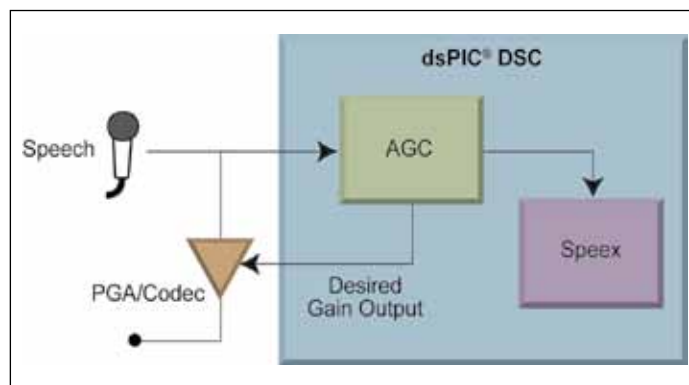 dsPIC® DSC
Speech
AGC
Speex
PGA/Codec
Desired
Gain Output